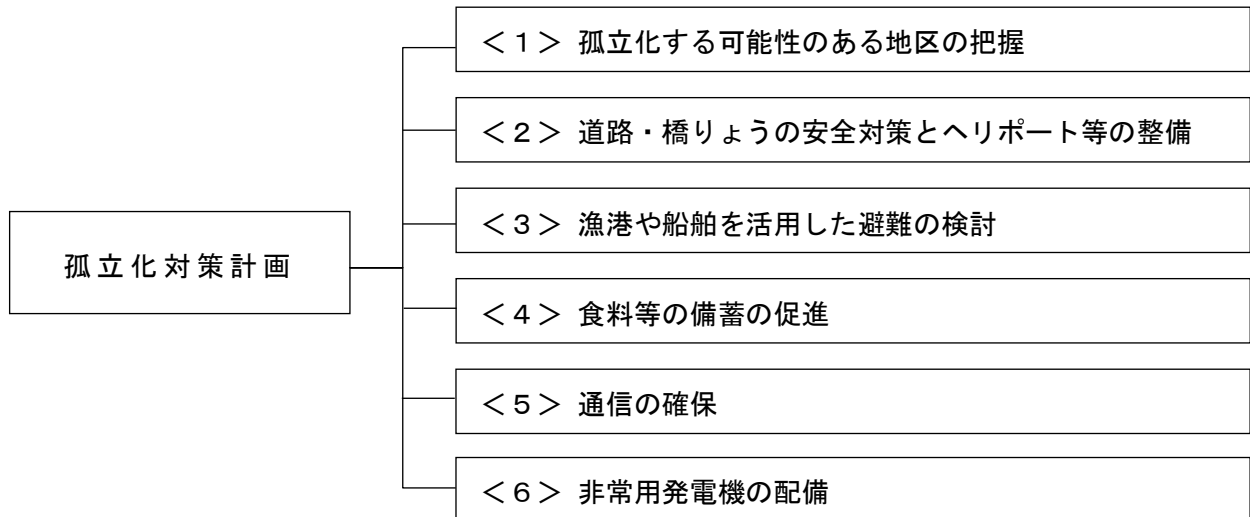 孤立化対策計画
＜１＞ 孤立化する可能性のある地区の把握
＜２＞ 道路・橋りょうの安全対策とヘリポート等の整備
＜３＞ 漁港や船舶を活用した避難の検討
＜４＞ 食料等の備蓄の促進
＜５＞ 通信の確保
＜６＞ 非常用発電機の配備